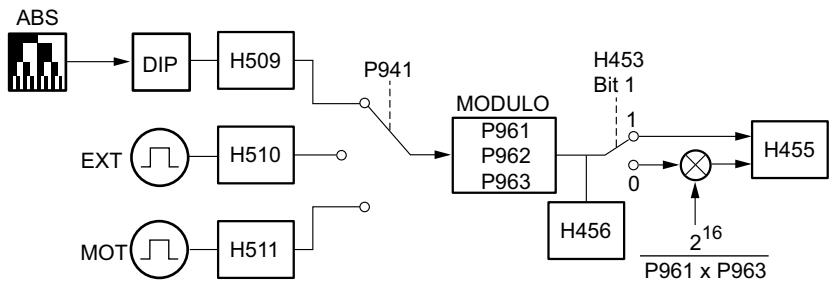 ABS
DIP
H509
P941
H453
Bit 1
MODULO
P961
P962
P963
1
0
H455
EXT
H510
H456
MOT
H511
2^16
P961 x P963